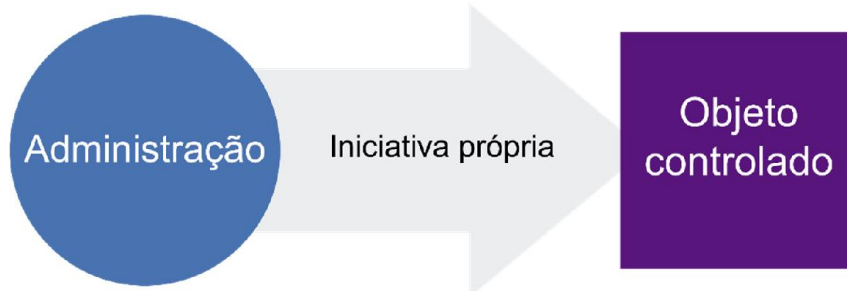 Administração
Iniciativa própria
Objeto
controlado